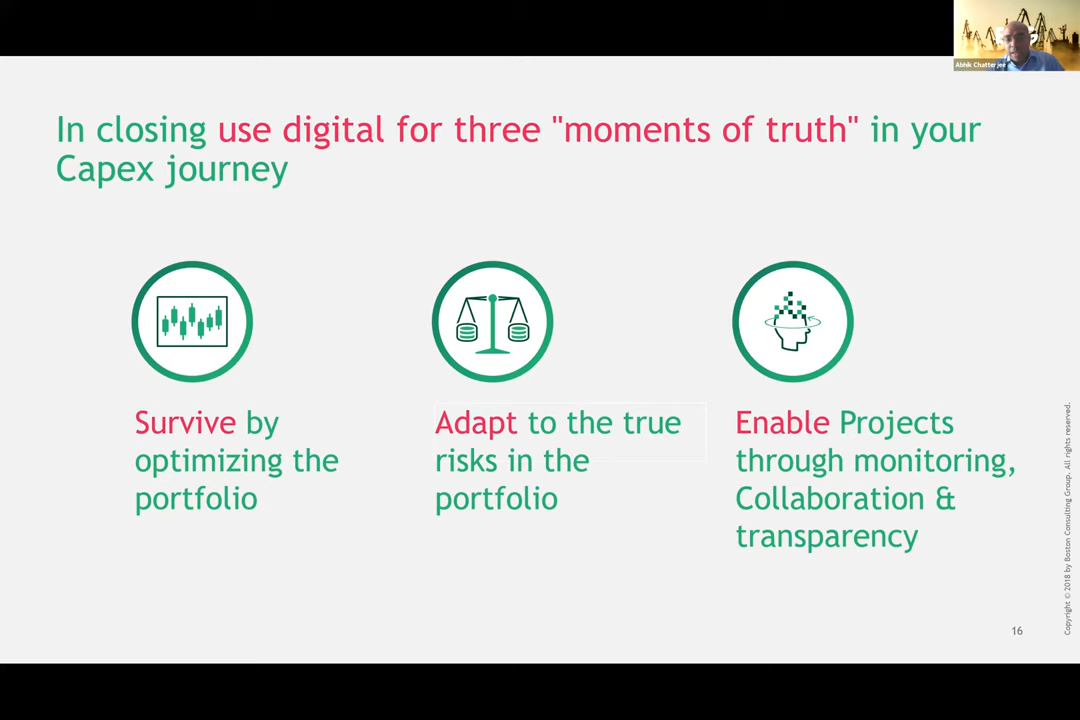 Abhik Chatterjee
In closing use digital for three "moments of truth" in your
Capex journey
Survive by
optimizing the
portfolio
Adapt to the true
risks in the
portfolio
Enable Projects
through monitoring,
Collaboration &
transparency
Copyright © 2018 by Boston Consulting Group. All rights reserved.
16